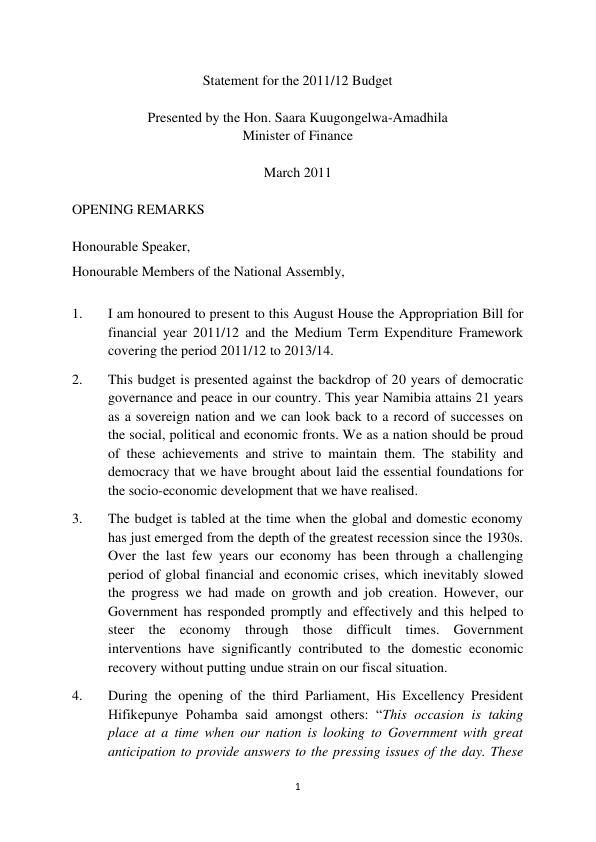 Statement for the 2011/12 Budget
Presented by the Hon. Saara Kuugongelwa-Amadhila
Minister of Finance
March 2011
OPENING REMARKS
Honourable Speaker,
Honourable Members of the National Assembly,
1. I am honoured to present to this August House the Appropriation Bill for
financial year 2011/12 and the Medium Term Expenditure Framework
covering the period 2011/12 to 2013/14.
2. This budget is presented against the backdrop of 20 years of democratic
governance and peace in our country. This year Namibia attains 21 years
as a sovereign nation and we can look back to a record of successes on
the social, political and economic fronts. We as a nation should be proud
of these achievements and strive to maintain them. The stability and
democracy that we have brought about laid the essential foundations for
the socio-economic development that we have realised.
3. The budget is tabled at the time when the global and domestic economy
has just emerged from the depth of the greatest recession since the 1930s.
Over the last few years our economy has been through a challenging
period of global financial and economic crises, which inevitably slowed
the progress we had made on growth and job creation. However, our
Government has responded promptly and effectively and this helped to
steer the economy through those difficult times. Government
interventions have significantly contributed to the domestic economic
recovery without putting undue strain on our fiscal situation.
4. During the opening of the third Parliament, His Excellency President
Hifikepunye Pohamba said amongst others: “This occasion is taking
place at a time when our nation is looking to Government with great
anticipation to provide answers to the pressing issues of the day. These
1